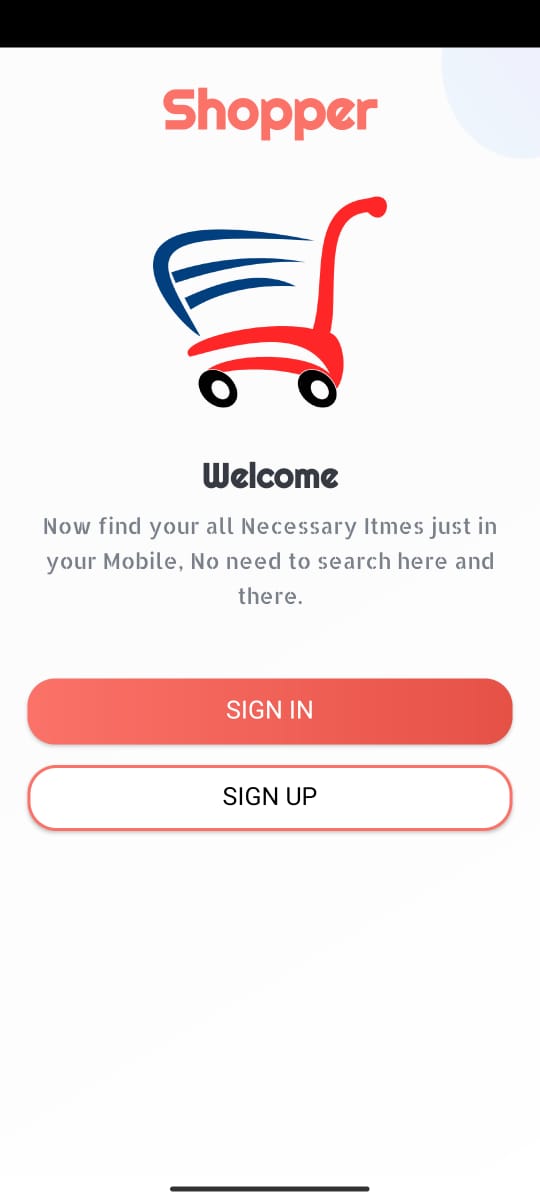 Shopper
Welcome
Now find your all Necessary Itmes just in
your Mobile, No need to search here and
there.
SIGN IN
SIGN UP